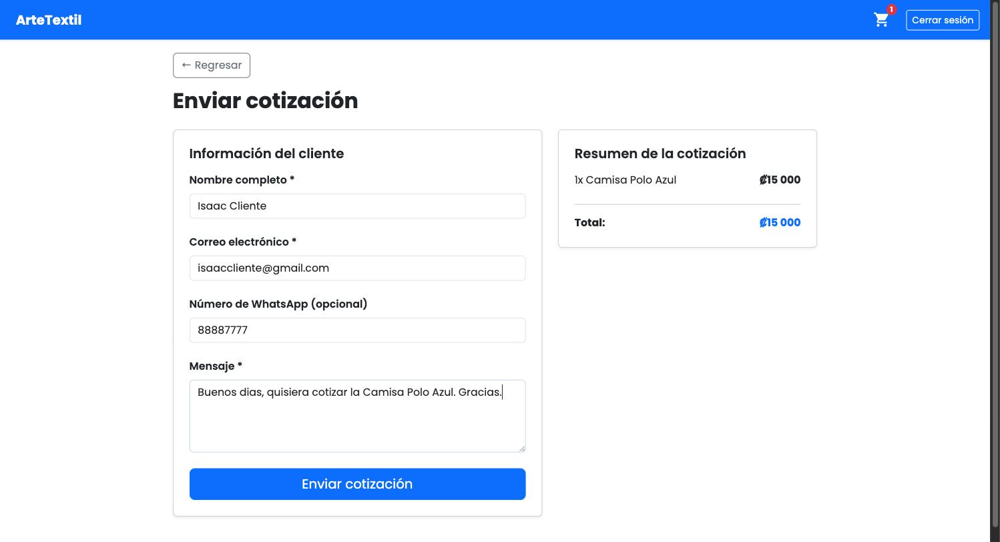 ArteTextil
1
Cerrar sesión
← Regresar
Enviar cotización
Información del cliente
Nombre completo *
Isaac Cliente
Correo electrónico *
isaaccliente@gmail.com
Número de WhatsApp (opcional)
88887777
Mensaje *
Buenos dias, quisiera cotizar la Camisa Polo Azul. Gracias.
Enviar cotización
Resumen de la cotización
1x Camisa Polo Azul ₡15 000
Total: ₡15 000